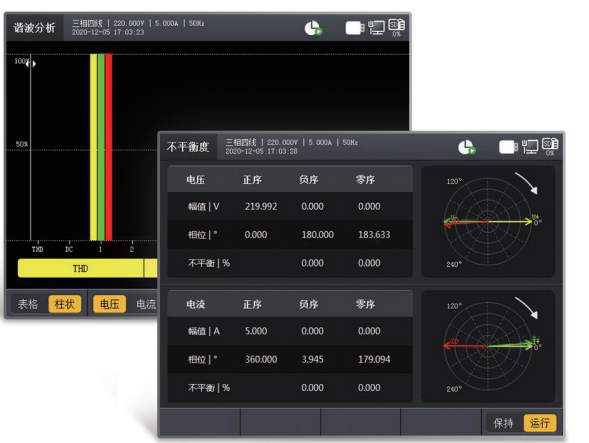 谐波分析
三相四线 | 220.000V | 5.000A | 50Hz
2020-12-05 17:03:23
0%
100%
50%
THD DC 1 2
THD
表格 柱状 电压 电流
不平衡度
三相四线 | 220.000V | 5.000A | 50Hz
2020-12-05 17:03:28
0%
电压 正序 负序 零序
幅值 | V 219.992 0.000 0.000
相位 | ° 0.000 180.000 183.633
不平衡 | % 0.000 0.000
120°
U+
0°
240°
电流 正序 负序 零序
幅值 | A 5.000 0.000 0.000
相位 | ° 360.000 3.945 179.094
不平衡 | % 0.000 0.000
120°
0°
240°
保持 运行